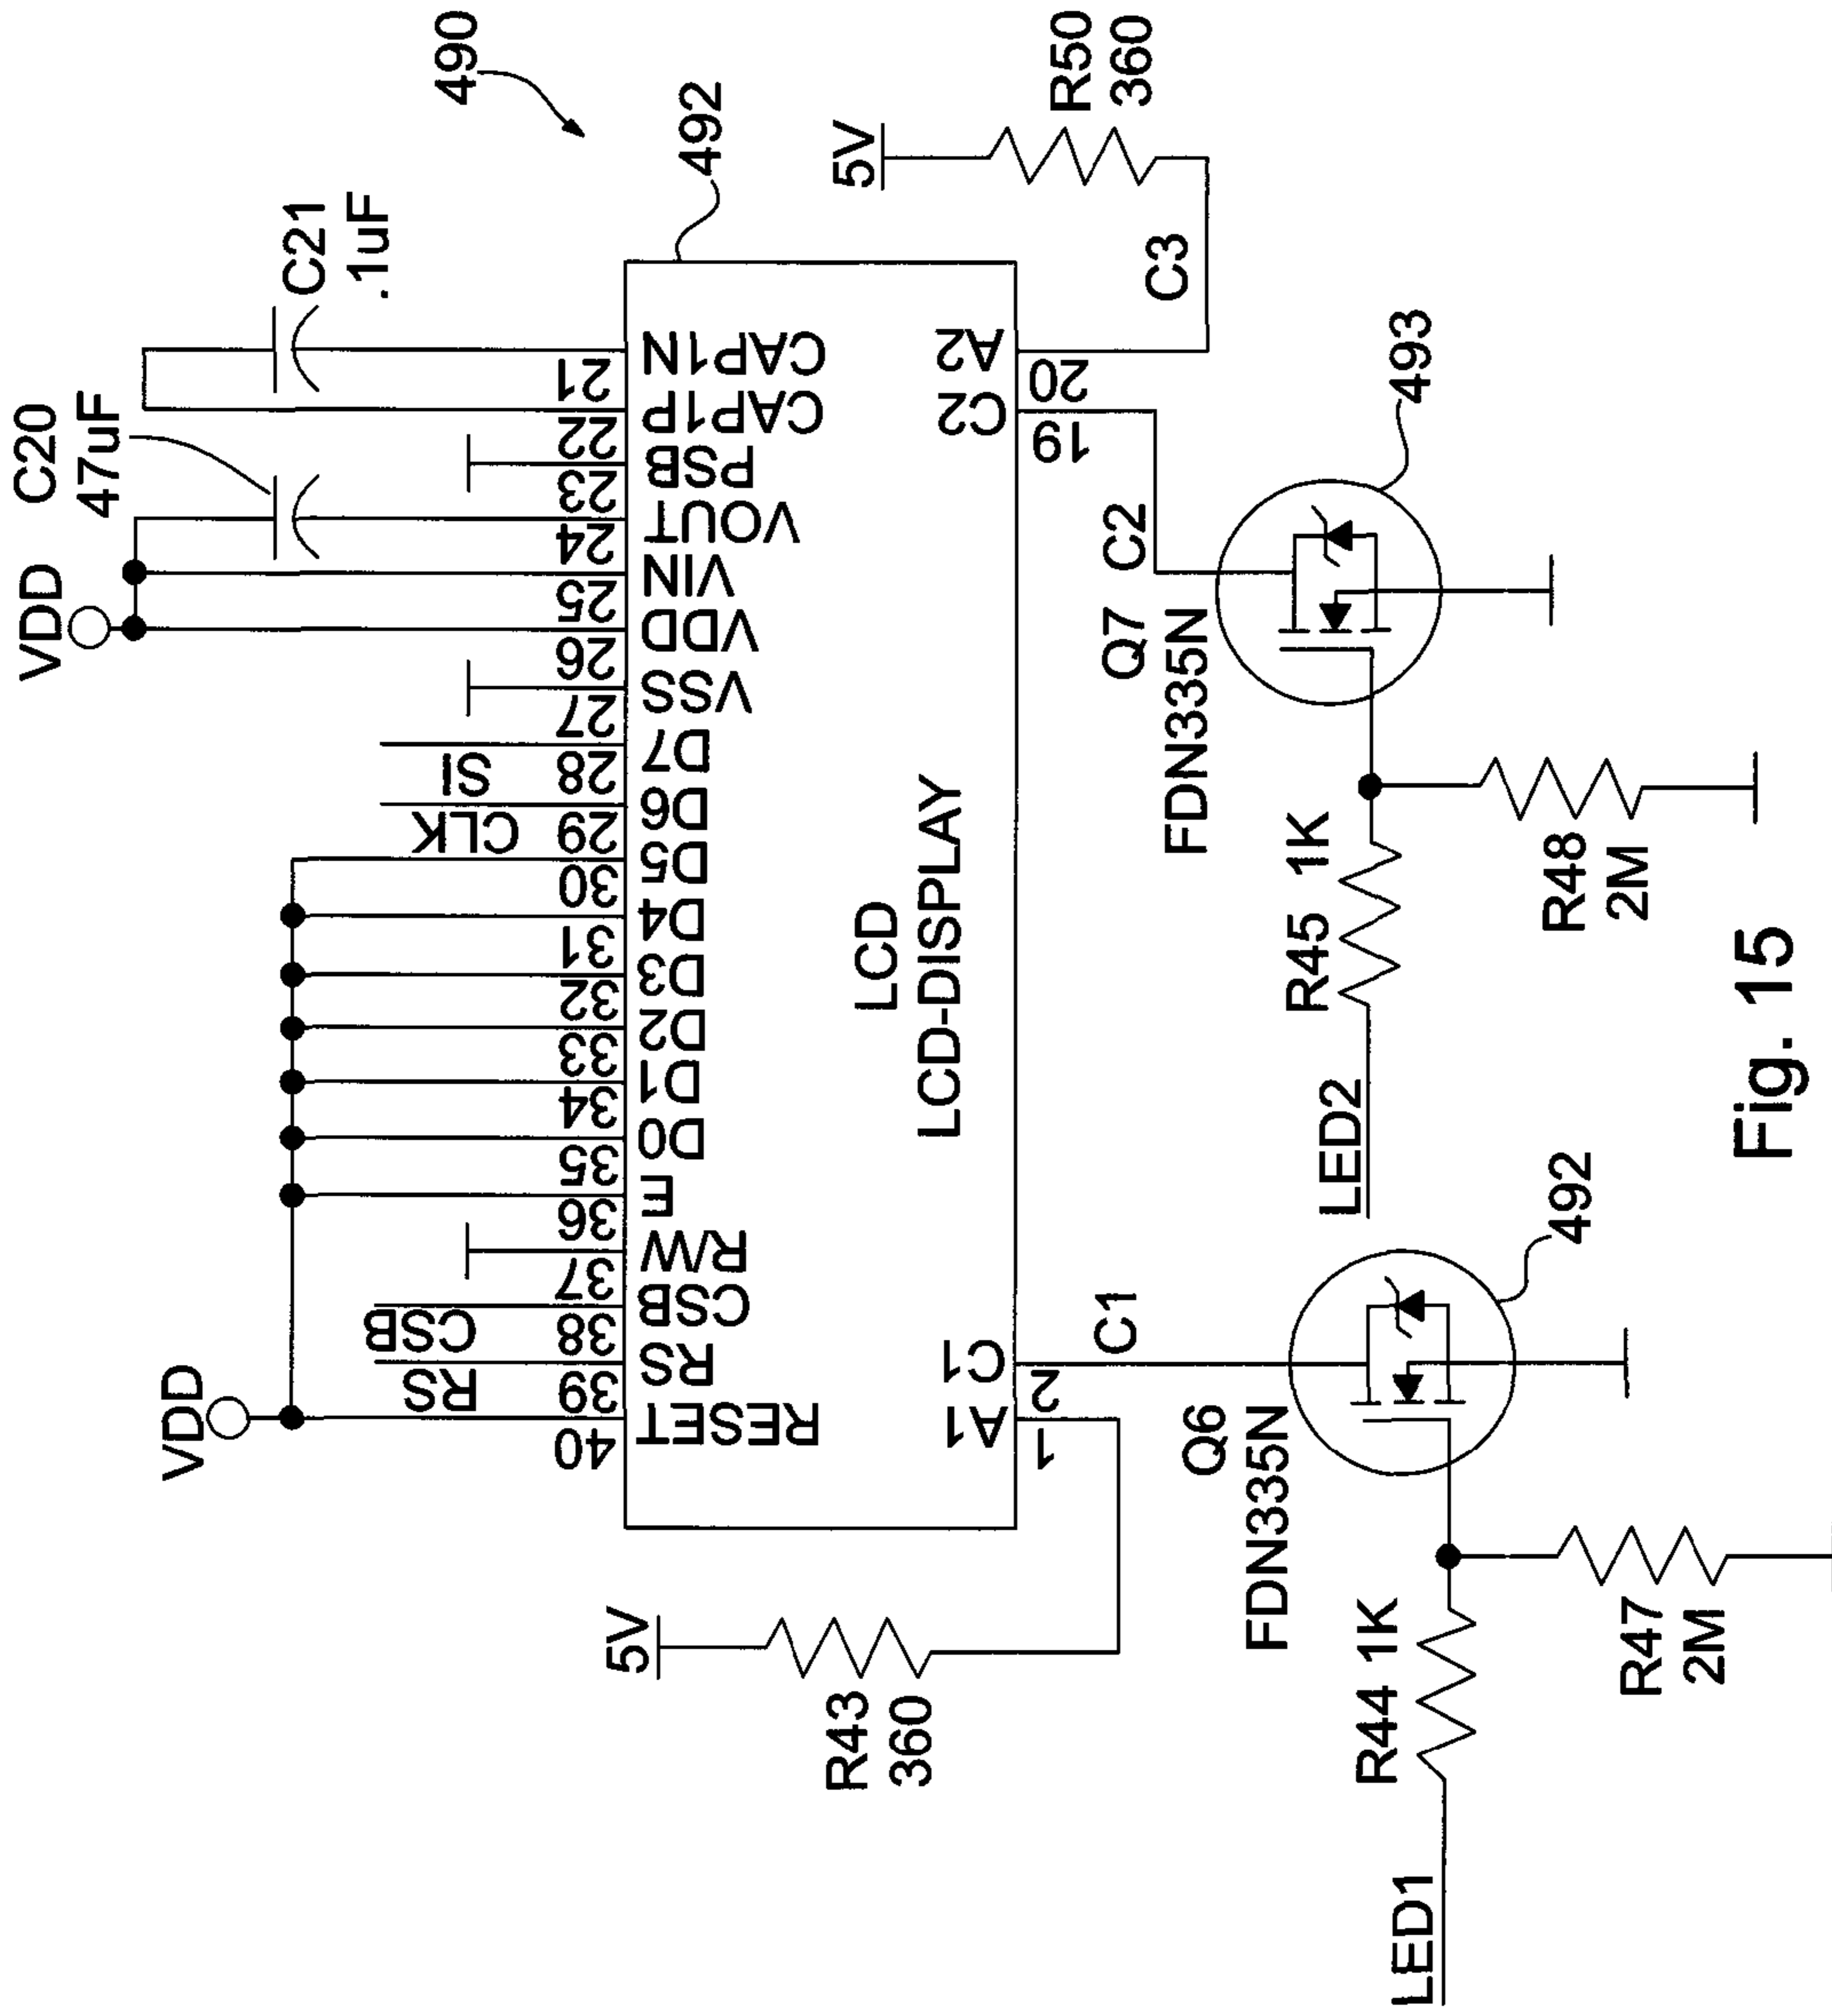 490
492
VDD
C20
47uF
C21
.1uF
VDD
RS
CSB
CLK
SI
40
39
38
37
36
35
34
33
32
31
30
29
28
27
26
25
24
23
22
21
RESET
RS
CSB
R/W
E
D0
D1
D2
D3
D4
D5
D6
D7
VSS
VDD
VIN
VOUT
PSB
CAP1P
CAP1N
LCD
LCD-DISPLAY
A1
C1
C2
A2
1
2
19
20
5V
R43
360
5V
R50
360
C3
C1
C2
Q6
FDN335N
Q7
FDN335N
493
492
LED1
R44 1K
R47
2M
LED2
R45 1K
R48
2M
Fig. 15